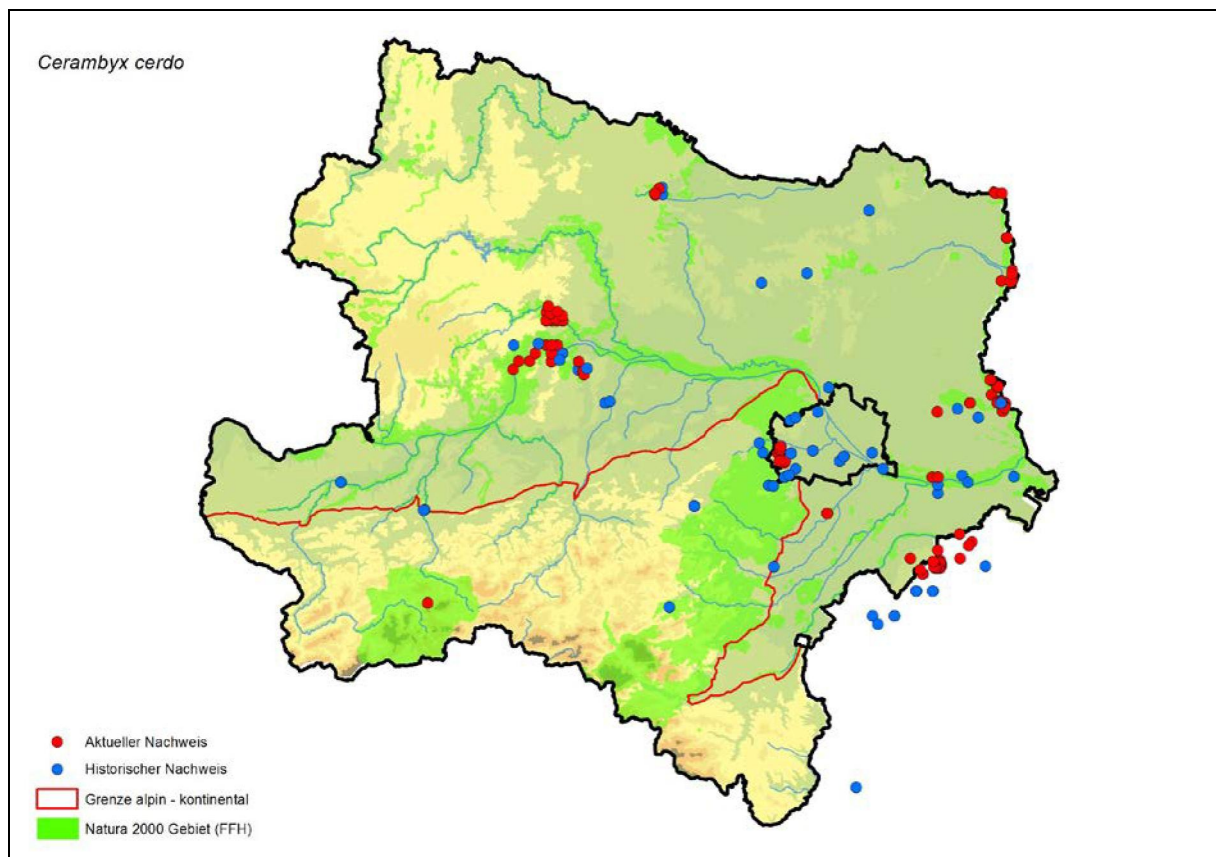 Cerambyx cerdo
Aktueller Nachweis
Historischer Nachweis
Grenze alpin - kontinental
Natura 2000 Gebiet (FFH)